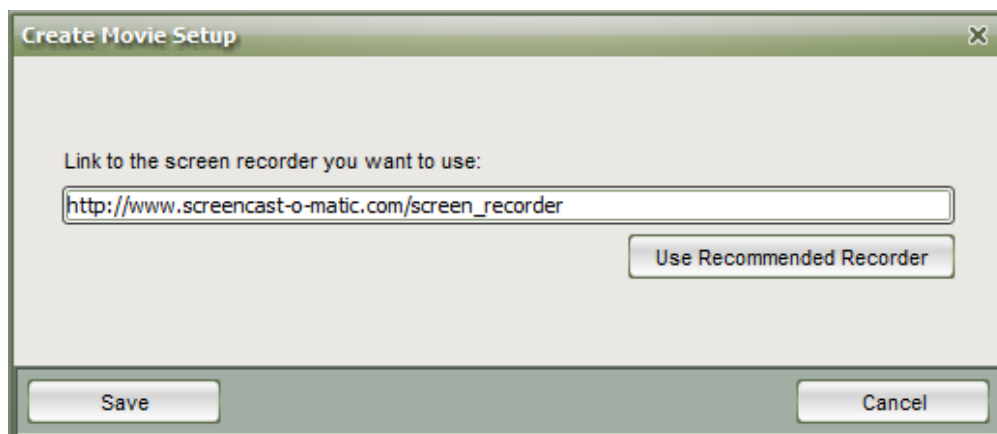 Create Movie Setup
Link to the screen recorder you want to use:
http://www.screencast-o-matic.com/screen_recorder
Use Recommended Recorder
Save
Cancel